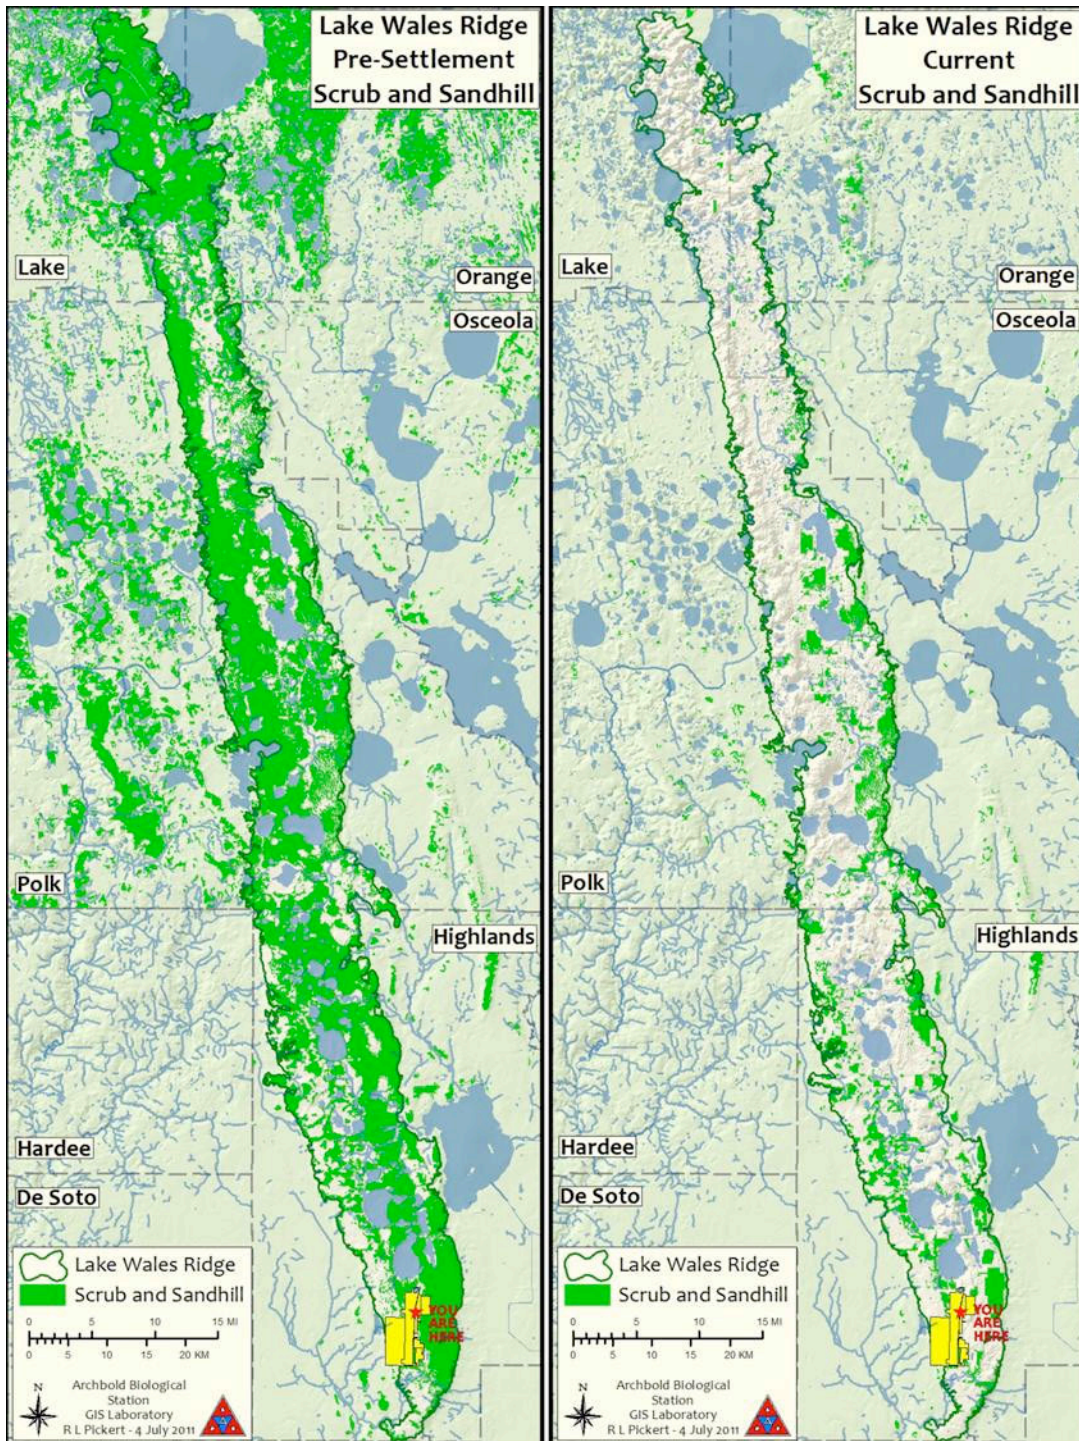 Lake Wales Ridge
Pre-Settlement
Scrub and Sandhill
Lake
Orange
Osceola
Polk
Highlands
Hardee
De Soto
Lake Wales Ridge
Scrub and Sandhill
YOU
ARE
HERE
0 5 10 15 MI
0 5 10 15 20 KM
N
Archbold Biological
Station
GIS Laboratory
R L Pickert - 4 July 2011
Lake Wales Ridge
Current
Scrub and Sandhill
Lake
Orange
Osceola
Polk
Highlands
Hardee
De Soto
Lake Wales Ridge
Scrub and Sandhill
YOU
ARE
HERE
0 5 10 15 MI
0 5 10 15 20 KM
N
Archbold Biological
Station
GIS Laboratory
R L Pickert - 4 July 2011